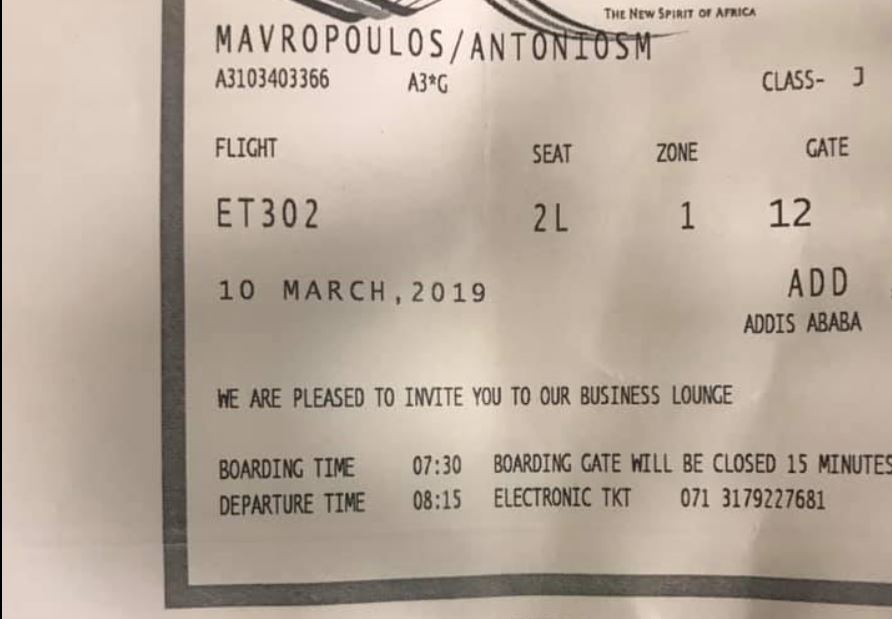 THE NEW SPIRIT OF AFRICA
MAVROPOULOS/ANTONIOSM
A3103403366 A3*G CLASS- J
FLIGHT SEAT ZONE GATE
ET302 2L 1 12
10 MARCH,2019 ADD
ADDIS ABABA
WE ARE PLEASED TO INVITE YOU TO OUR BUSINESS LOUNGE
BOARDING TIME 07:30 BOARDING GATE WILL BE CLOSED 15 MINUTES
DEPARTURE TIME 08:15 ELECTRONIC TKT 071 3179227681